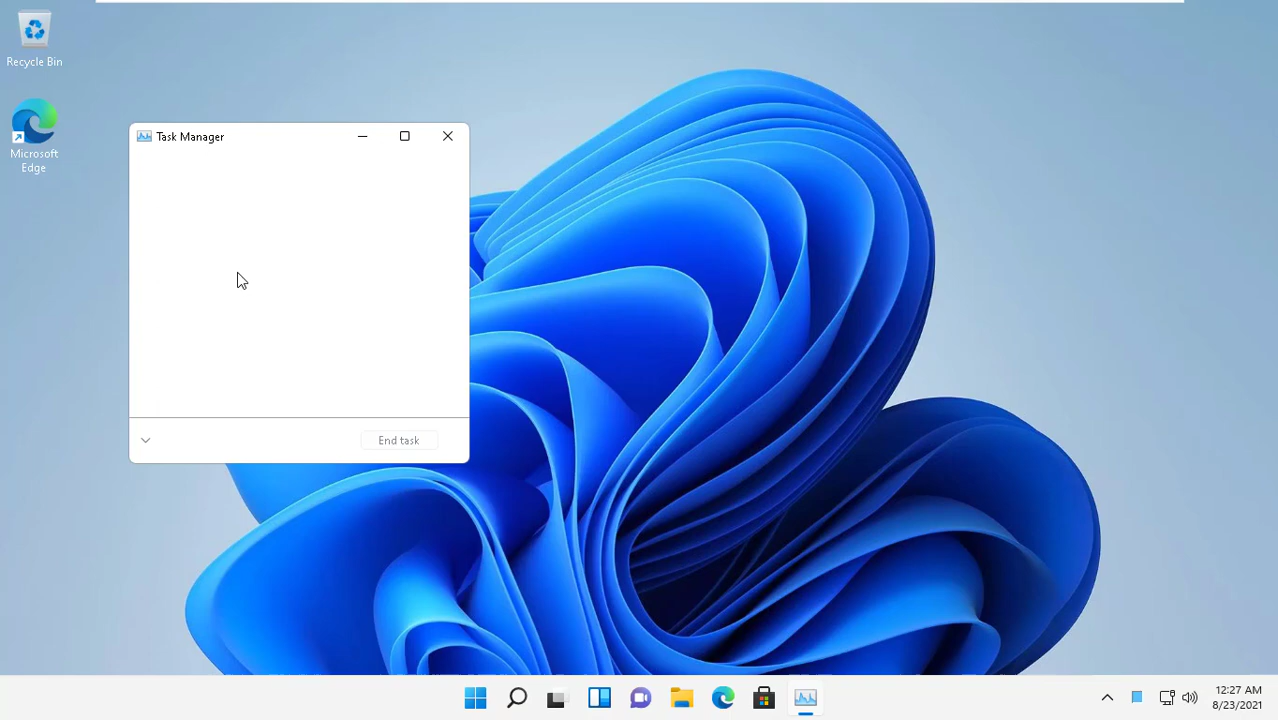 Recycle Bin
Microsoft
Edge
Task Manager
End task
12:27 AM
8/23/2021